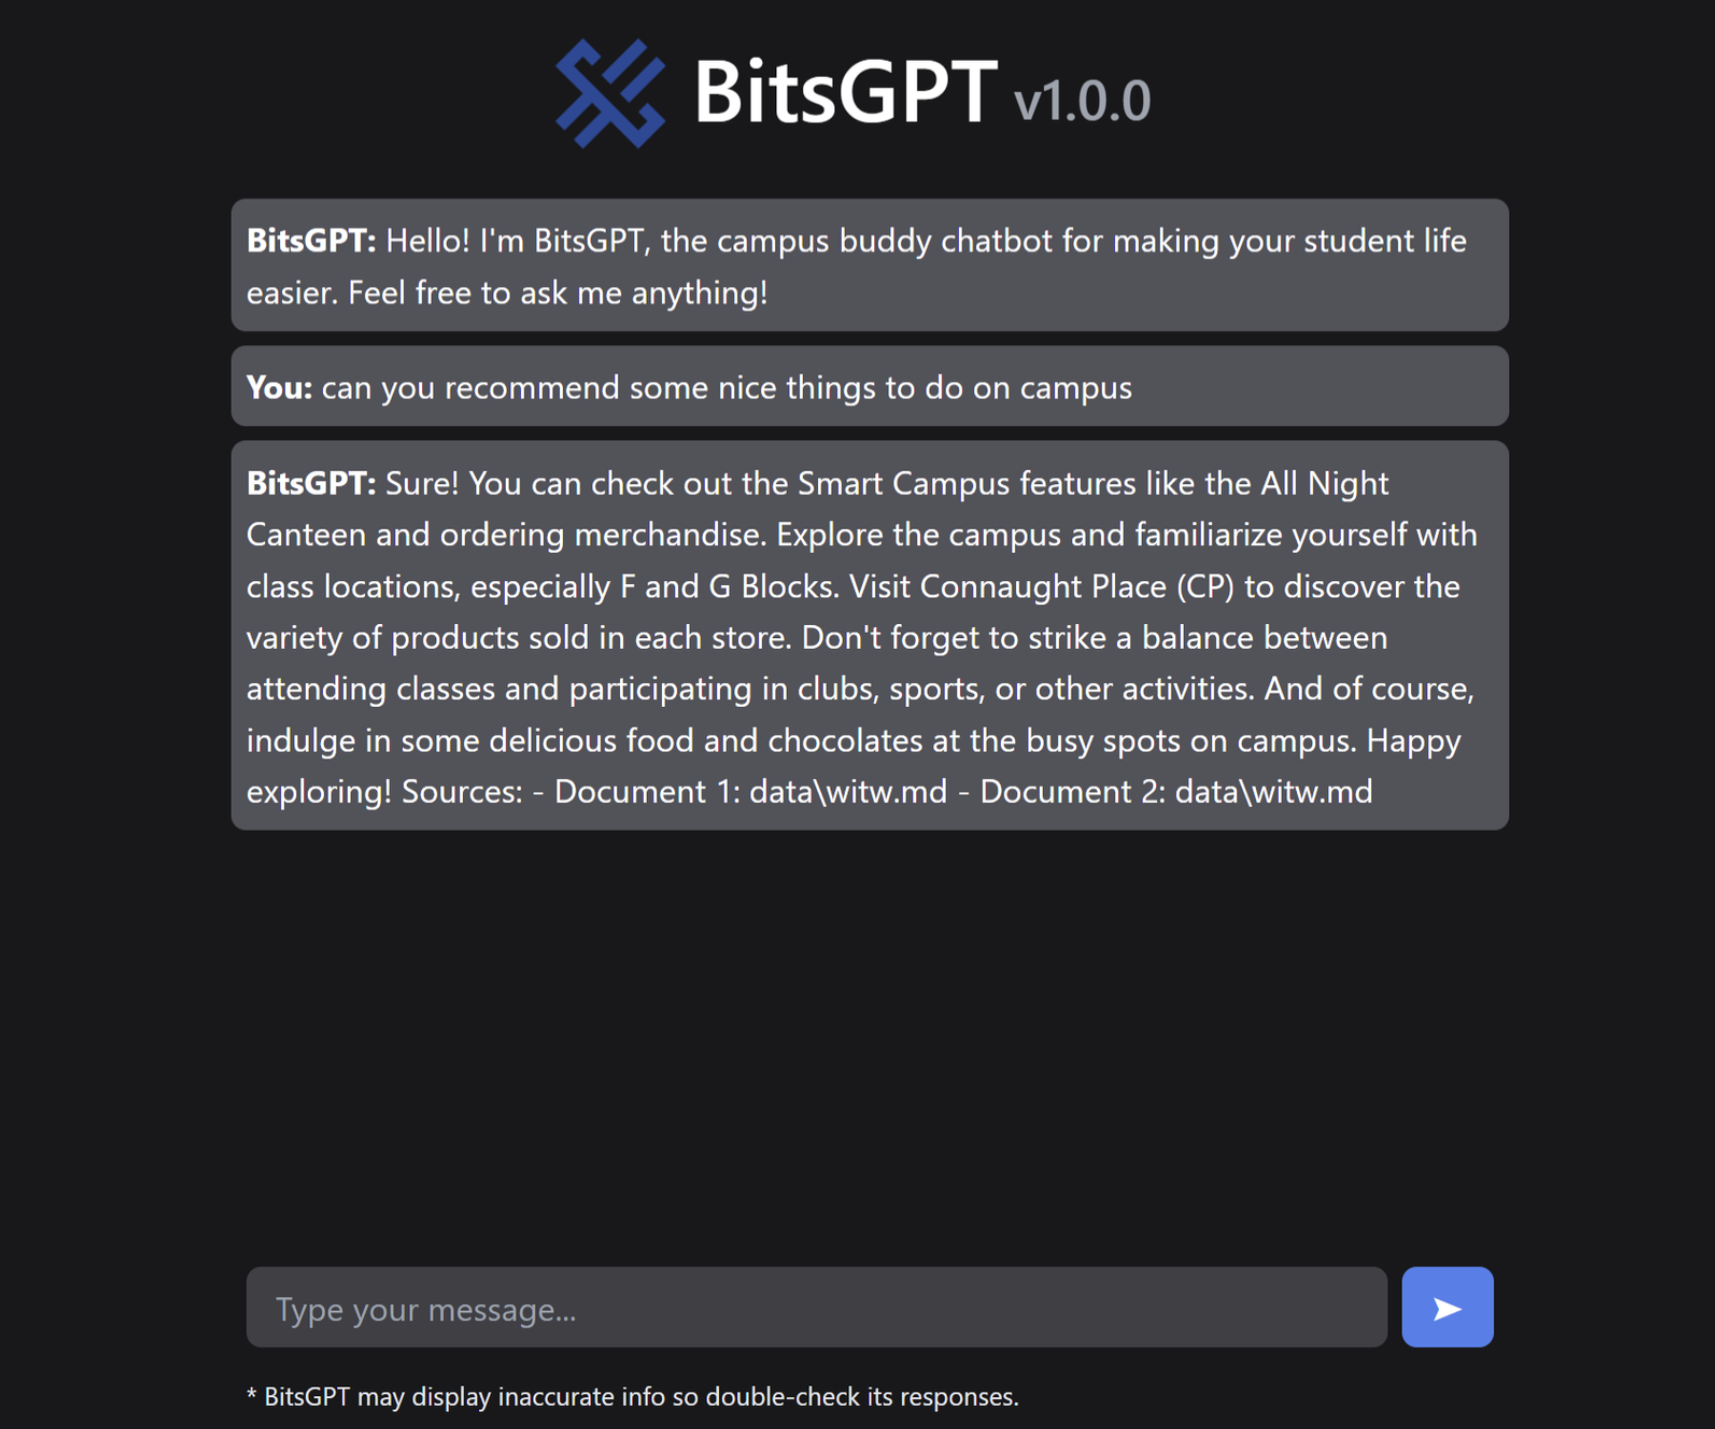 BitsGPT v1.0.0
BitsGPT: Hello! I'm BitsGPT, the campus buddy chatbot for making your student life
easier. Feel free to ask me anything!
You: can you recommend some nice things to do on campus
BitsGPT: Sure! You can check out the Smart Campus features like the All Night
Canteen and ordering merchandise. Explore the campus and familiarize yourself with
class locations, especially F and G Blocks. Visit Connaught Place (CP) to discover the
variety of products sold in each store. Don't forget to strike a balance between
attending classes and participating in clubs, sports, or other activities. And of course,
indulge in some delicious food and chocolates at the busy spots on campus. Happy
exploring! Sources: - Document 1: data\witw.md - Document 2: data\witw.md
Type your message...
* BitsGPT may display inaccurate info so double-check its responses.